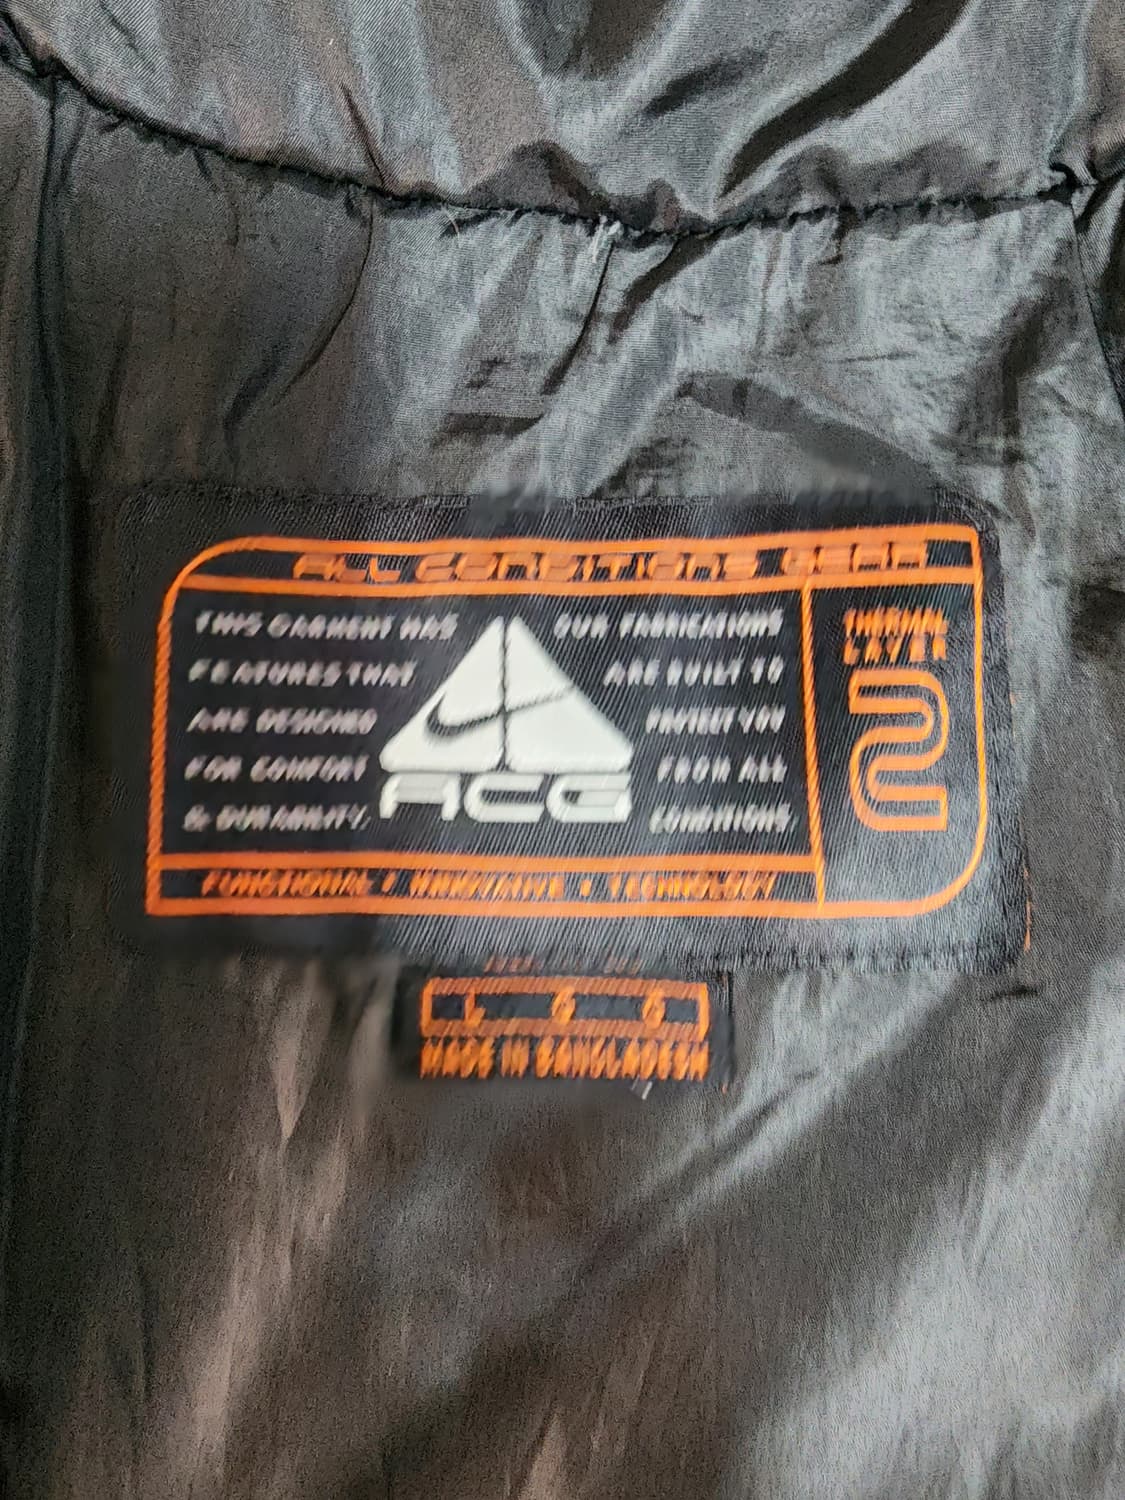 ALL CONDITIONS GEAR
THIS GARMENT HAS
FEATURES THAT
ARE DESIGNED
FOR COMFORT
& DURABILITY.
ACG
OUR FABRICATIONS
ARE BUILT TO
PROTECT YOU
FROM ALL
CONDITIONS.
THERMAL
LAYER
2
FUNCTIONAL • INNOVATIVE • TECHNOLOGY
L G G
MADE IN BANGLADESH